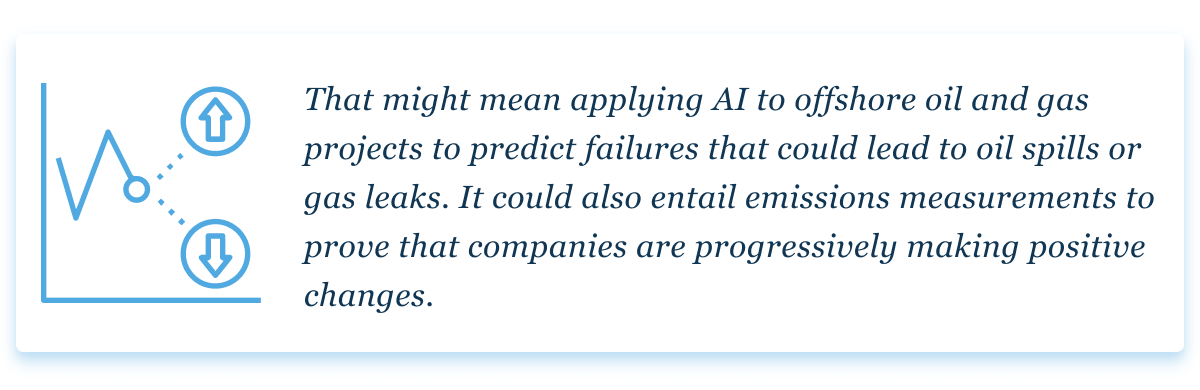 That might mean applying AI to offshore oil and gas
projects to predict failures that could lead to oil spills or
gas leaks. It could also entail emissions measurements to
prove that companies are progressively making positive
changes.